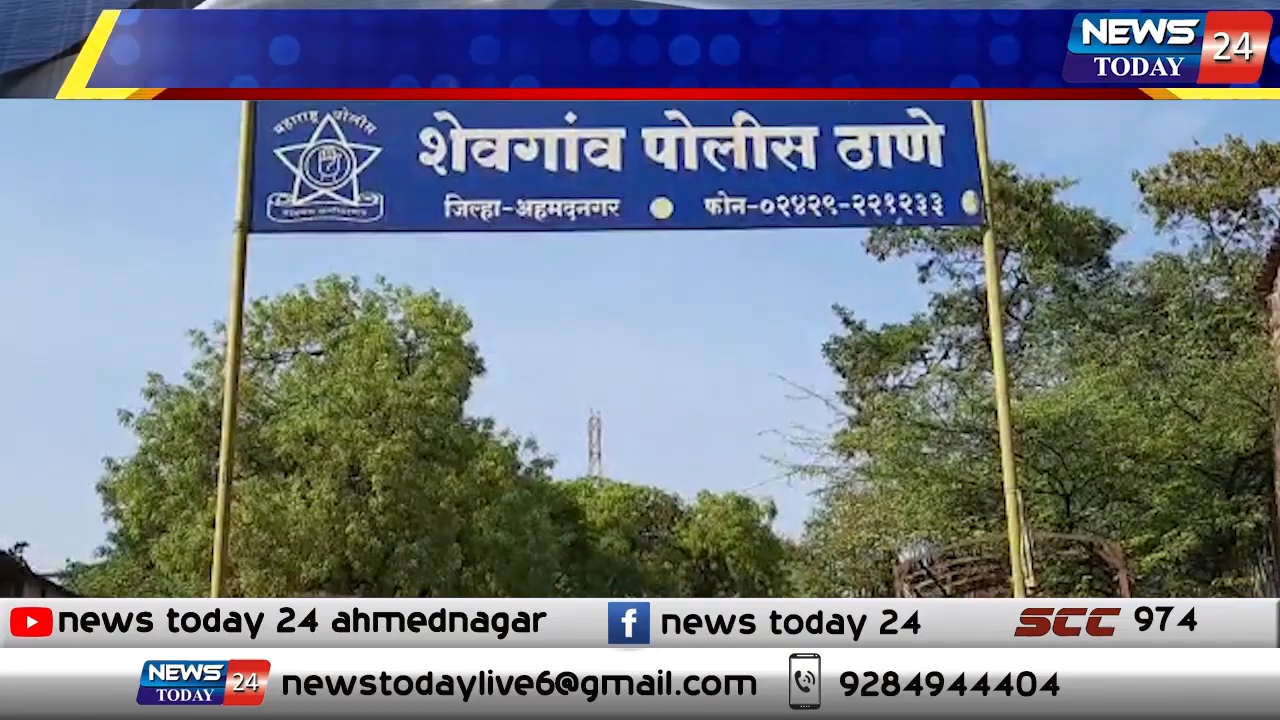 NEWS
TODAY 24
महाराष्ट्र पोलीस
शेवगांव पोलीस ठाणे
जिल्हा-अहमदनगर फोन-०२४२९-२२१२३३
news today 24 ahmednagar
news today 24
SCC 974
NEWS
TODAY 24
newstodaylive6@gmail.com
9284944404